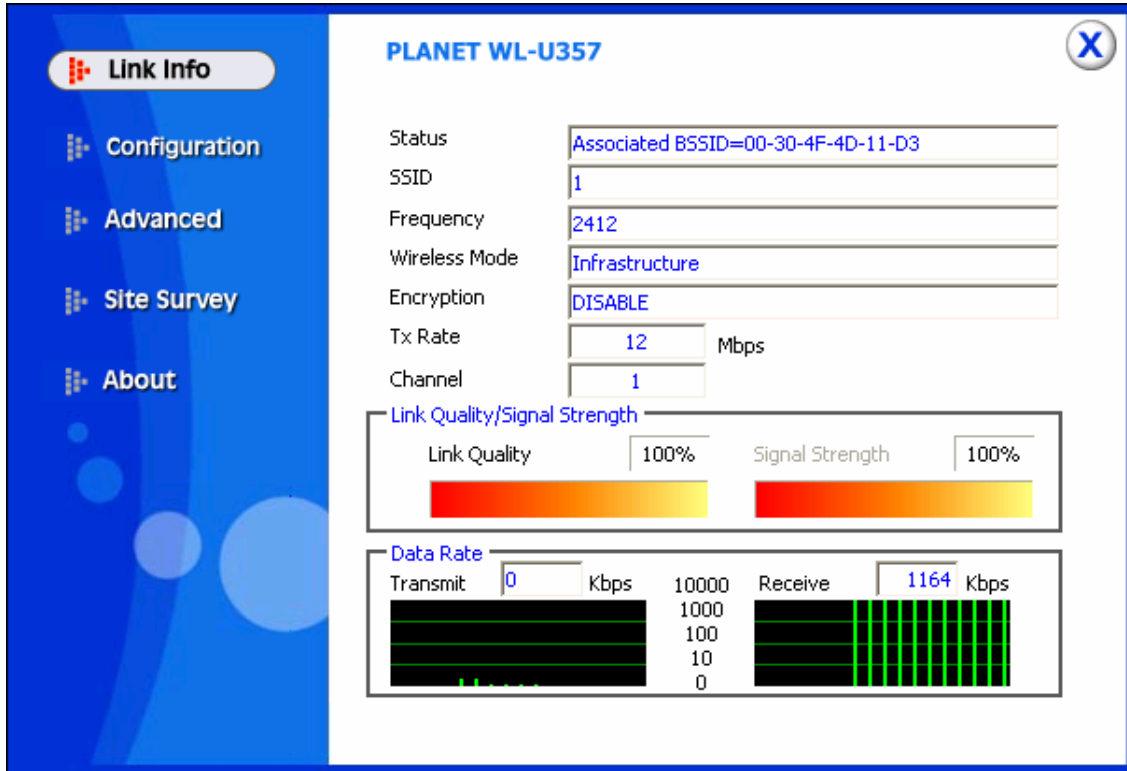 Link Info
Configuration
Advanced
Site Survey
About
PLANET WL-U357
X
Status Associated BSSID=00-30-4F-4D-11-D3
SSID 1
Frequency 2412
Wireless Mode Infrastructure
Encryption DISABLE
Tx Rate 12 Mbps
Channel 1
Link Quality/Signal Strength
Link Quality 100% Signal Strength 100%
Data Rate
Transmit 0 Kbps 10000 Receive 1164 Kbps
1000
100
10
0